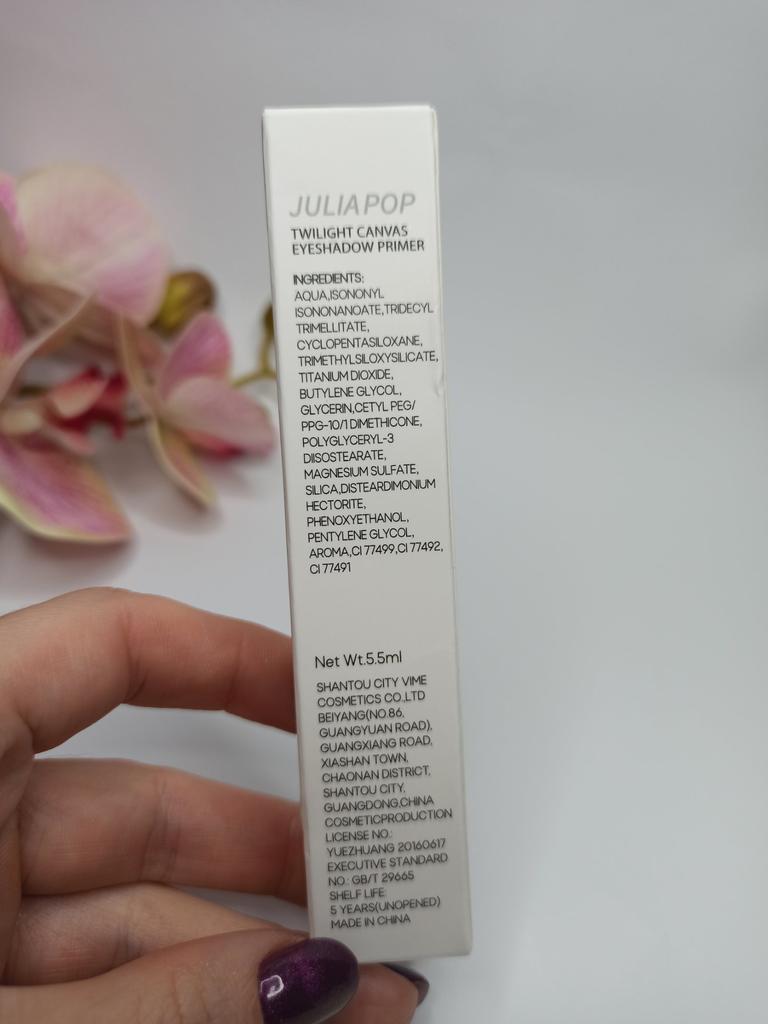 JULIAPOP
TWILIGHT CANVAS
EYESHADOW PRIMER
INGREDIENTS:
AQUA,ISONONYL
ISONONANOATE,TRIDECYL
TRIMELLITATE,
CYCLOPENTASILOXANE,
TRIMETHYLSILOXYSILICATE,
TITANIUM DIOXIDE,
BUTYLENE GLYCOL,
GLYCERIN,CETYL PEG/
PPG-10/1 DIMETHICONE,
POLYGLYCERYL-3
DIISOSTEARATE,
MAGNESIUM SULFATE,
SILICA,DISTEARDIMONIUM
HECTORITE,
PHENOXYETHANOL,
PENTYLENE GLYCOL,
AROMA,CI 77499,CI 77492,
CI 77491
Net Wt.5.5ml
SHANTOU CITY VIME
COSMETICS CO.,LTD
BEIYANG(NO.86,
GUANGYUAN ROAD),
GUANGXIANG ROAD,
XIASHAN TOWN,
CHAONAN DISTRICT,
SHANTOU CITY,
GUANGDONG,CHINA
COSMETICPRODUCTION
LICENSE NO.:
YUEZHUANG 20160617
EXECUTIVE STANDARD
NO.: GB/T 29665
SHELF LIFE:
5 YEARS(UNOPENED)
MADE IN CHINA